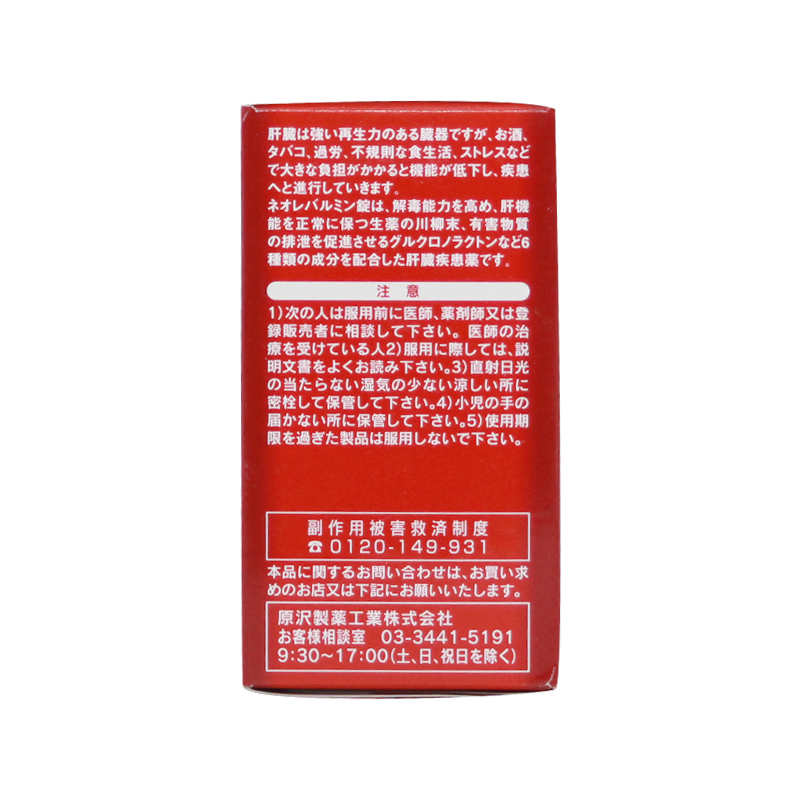 肝臓は強い再生力のある臓器ですが、お酒、
タバコ、過労、不規則な食生活、ストレスなど
で大きな負担がかかると機能が低下し、疾患
へと進行していきます。
ネオレバルミン錠は、解毒能力を高め、肝機
能を正常に保つ生薬の川柳末、有害物質
の排泄を促進させるグルクロノラクトンなど6
種類の成分を配合した肝臓疾患薬です。
注意
1)次の人は服用前に医師、薬剤師又は登
録販売者に相談して下さい。医師の治
療を受けている人2)服用に際しては、説
明文書をよくお読み下さい。3)直射日光
の当たらない湿気の少ない涼しい所に
密栓して保管して下さい。4)小児の手の
届かない所に保管して下さい。5)使用期
限を過ぎた製品は服用しないで下さい。
副作用被害救済制度
☎0120-149-931
本品に関するお問い合わせは、お買い求
めのお店又は下記にお願いいたします。
原沢製薬工業株式会社
お客様相談室 03-3441-5191
9:30〜17:00(土、日、祝日を除く)